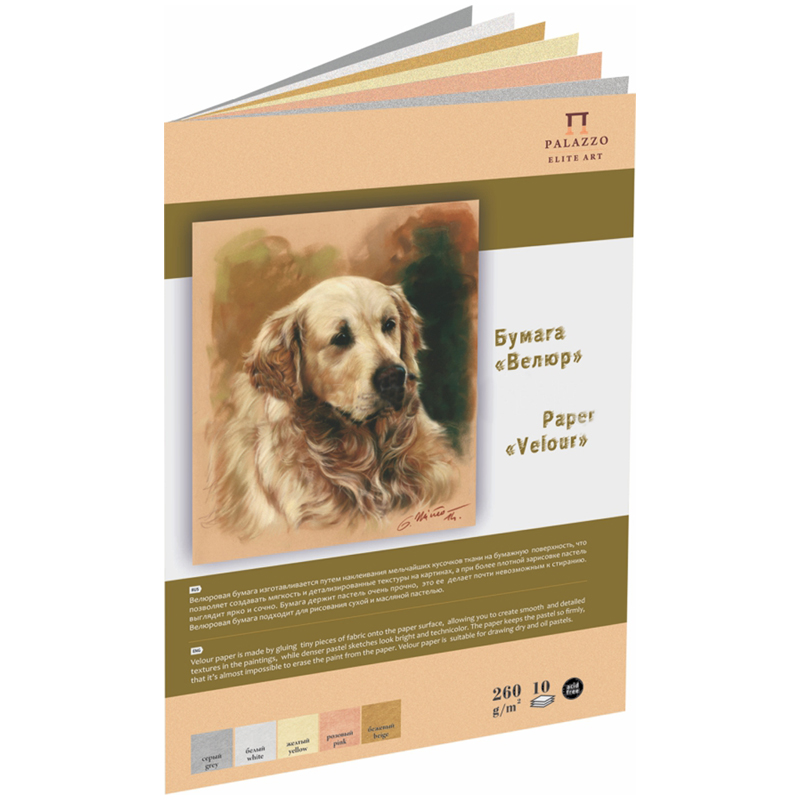 PALAZZO
ELITE ART
Бумага
«Велюр»
Paper
«Velour»
RUS
Велюровая бумага изготавливается путем наклеивания мельчайших кусочков ткани на бумажную поверхность, что
позволяет создавать мягкость и детализированные текстуры на картинках, а при более плотной зарисовке пастель
выглядит ярко и сочно. Бумага держит пастель очень прочно, это ее делает почти невозможным к стиранию.
Велюровая бумага подходит для рисования сухой и масляной пастелью.
ENG
Velour paper is made by gluing tiny pieces of fabric onto the paper surface, allowing you to create smooth and detailed
textures in the paintings, while denser pastel sketches look bright and technicolor. The paper keeps the pastel so firmly,
that it's almost impossible to erase the paint from the paper. Velour paper is suitable for drawing dry and oil pastels.
260
g/m²
10
acid
free
серый
grey
белый
white
желтый
yellow
розовый
pink
бежевый
beige